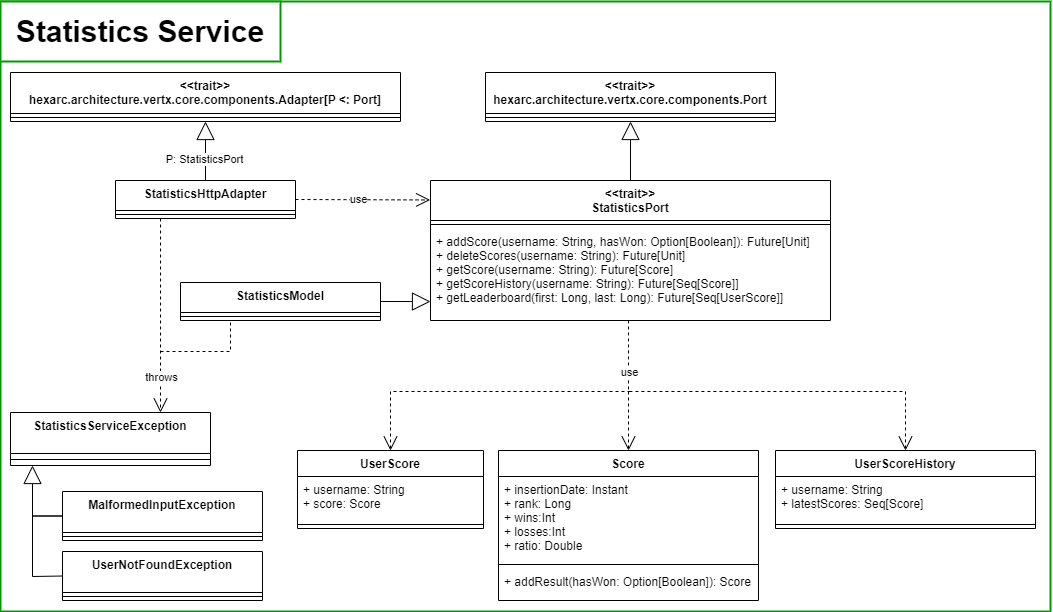 Statistics Service
<<trait>>
hexarc.architecture.vertx.core.components.Adapter[P <: Port]
<<trait>>
hexarc.architecture.vertx.core.components.Port
P: StatisticsPort
StatisticsHttpAdapter
use
<<trait>>
StatisticsPort
+ addScore(username: String, hasWon: Option[Boolean]): Future[Unit]
+ deleteScores(username: String): Future[Unit]
+ getScore(username: String): Future[Score]
+ getScoreHistory(username: String): Future[Seq[Score]]
+ getLeaderboard(first: Long, last: Long): Future[Seq[UserScore]]
StatisticsModel
throws
use
StatisticsServiceException
MalformedInputException
UserNotFoundException
UserScore
+ username: String
+ score: Score
Score
+ insertionDate: Instant
+ rank: Long
+ wins:Int
+ losses:Int
+ ratio: Double
+ addResult(hasWon: Option[Boolean]): Score
UserScoreHistory
+ username: String
+ latestScores: Seq[Score]